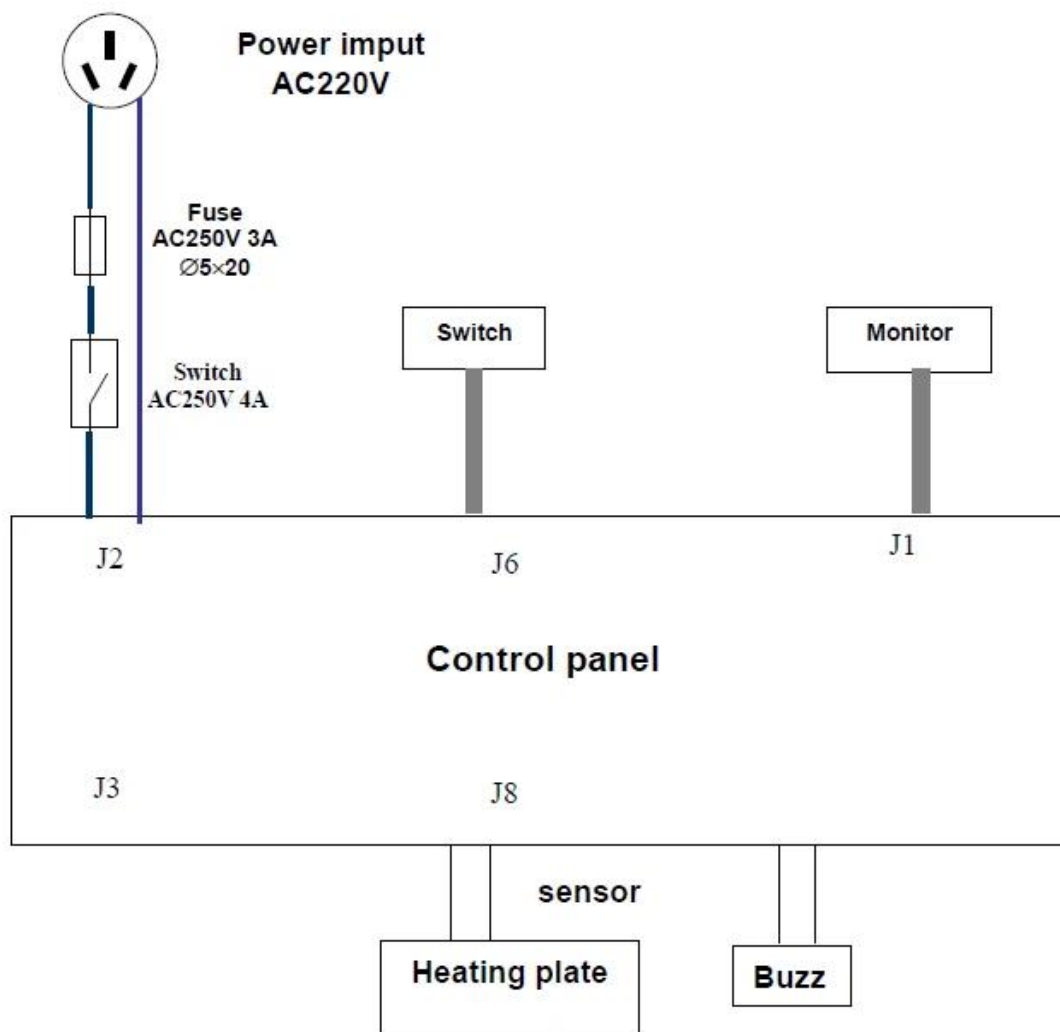 Power imput
AC220V
Fuse
AC250V 3A
∅5×20
Switch
AC250V 4A
Switch
Monitor
J2
J6
J1
Control panel
J3
J8
sensor
Heating plate
Buzz